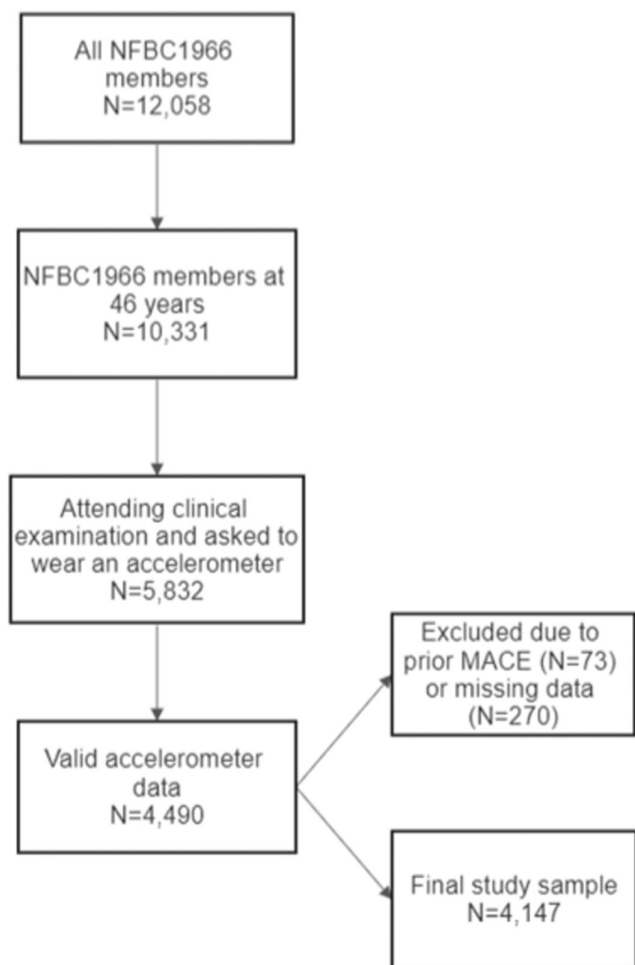 All NFBC1966
members
N=12,058
NFBC1966 members at
46 years
N=10,331
Attending clinical
examination and asked to
wear an accelerometer
N=5,832
Valid accelerometer
data
N=4,490
Excluded due to
prior MACE (N=73)
or missing data
(N=270)
Final study sample
N=4,147